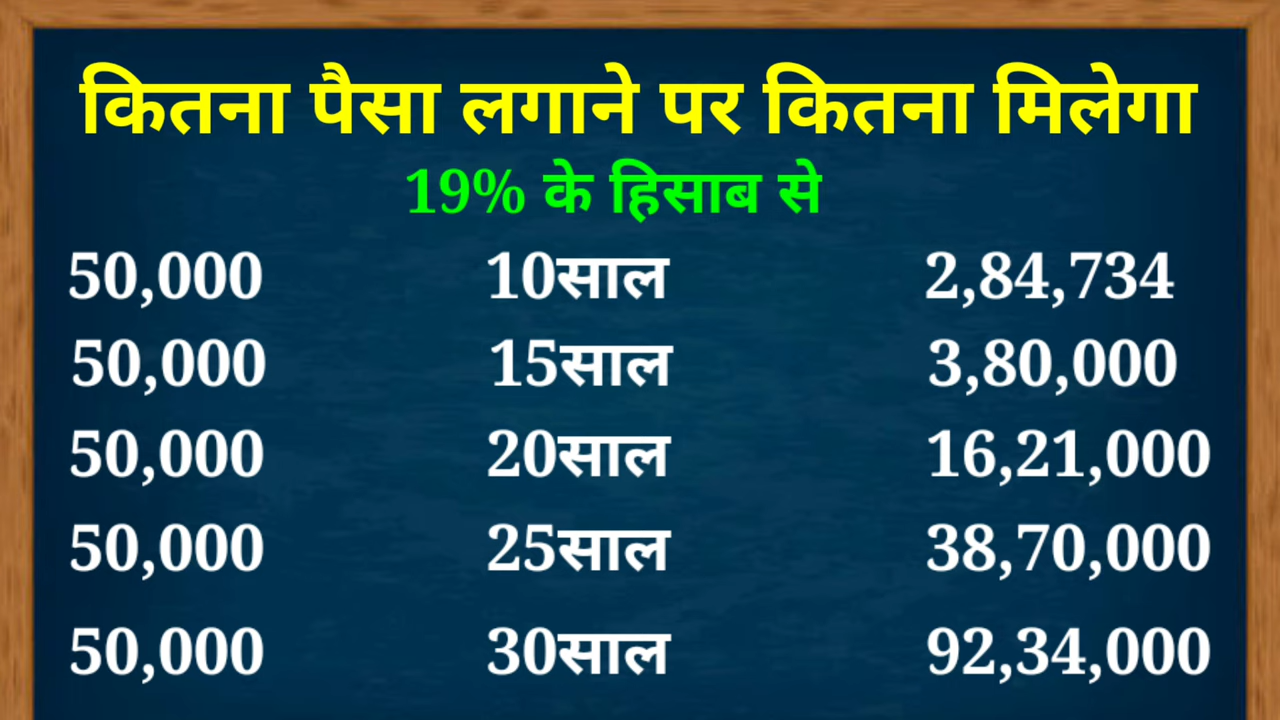 कितना पैसा लगाने पर कितना मिलेगा
19% के हिसाब से
50,000 10साल 2,84,734
50,000 15साल 3,80,000
50,000 20साल 16,21,000
50,000 25साल 38,70,000
50,000 30साल 92,34,000